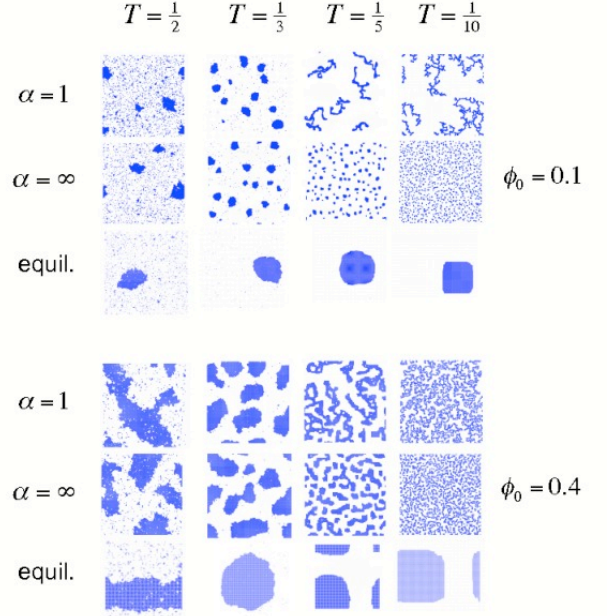 T = 1/2 T = 1/3 T = 1/5 T = 1/10
α = 1
α = ∞ ϕ₀ = 0.1
equil.
α = 1
α = ∞ ϕ₀ = 0.4
equil.